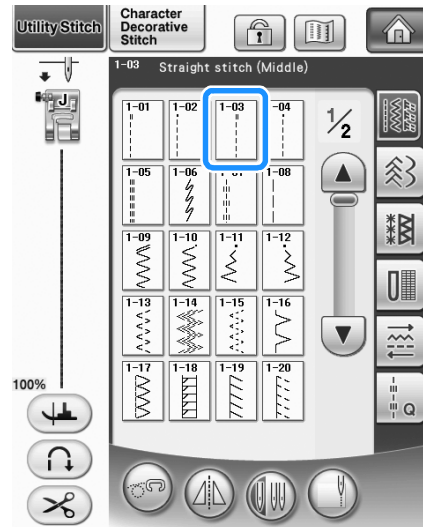 Utility Stitch
Character
Decorative
Stitch
1-03 Straight stitch (Middle)
J
1-01 1-02 1-03 -04
1/2
1-05 1-06 1-08
1-09 1-10 1-11 1-12
1-13 1-14 1-15 1-16
1-17 1-18 1-19 1-20
100%
Q